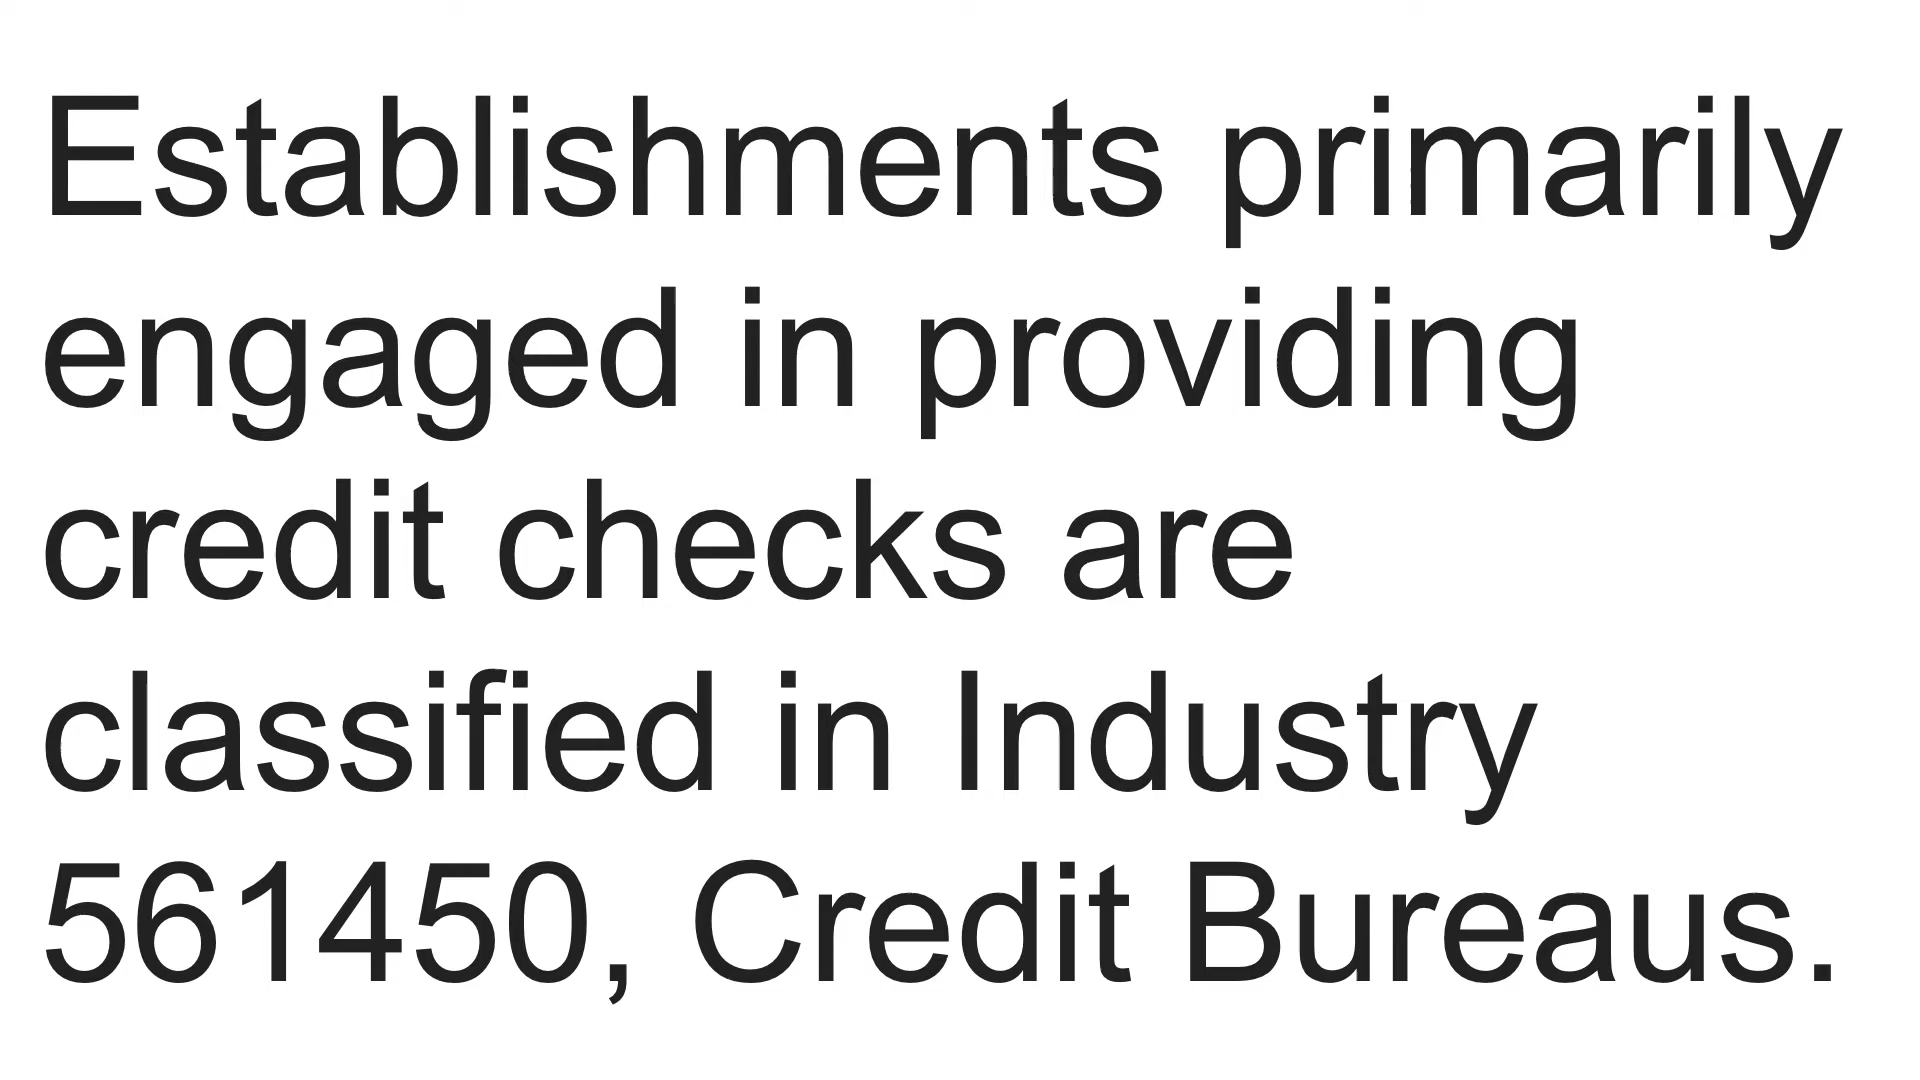 Establishments primarily
engaged in providing
credit checks are
classified in Industry
561450, Credit Bureaus.